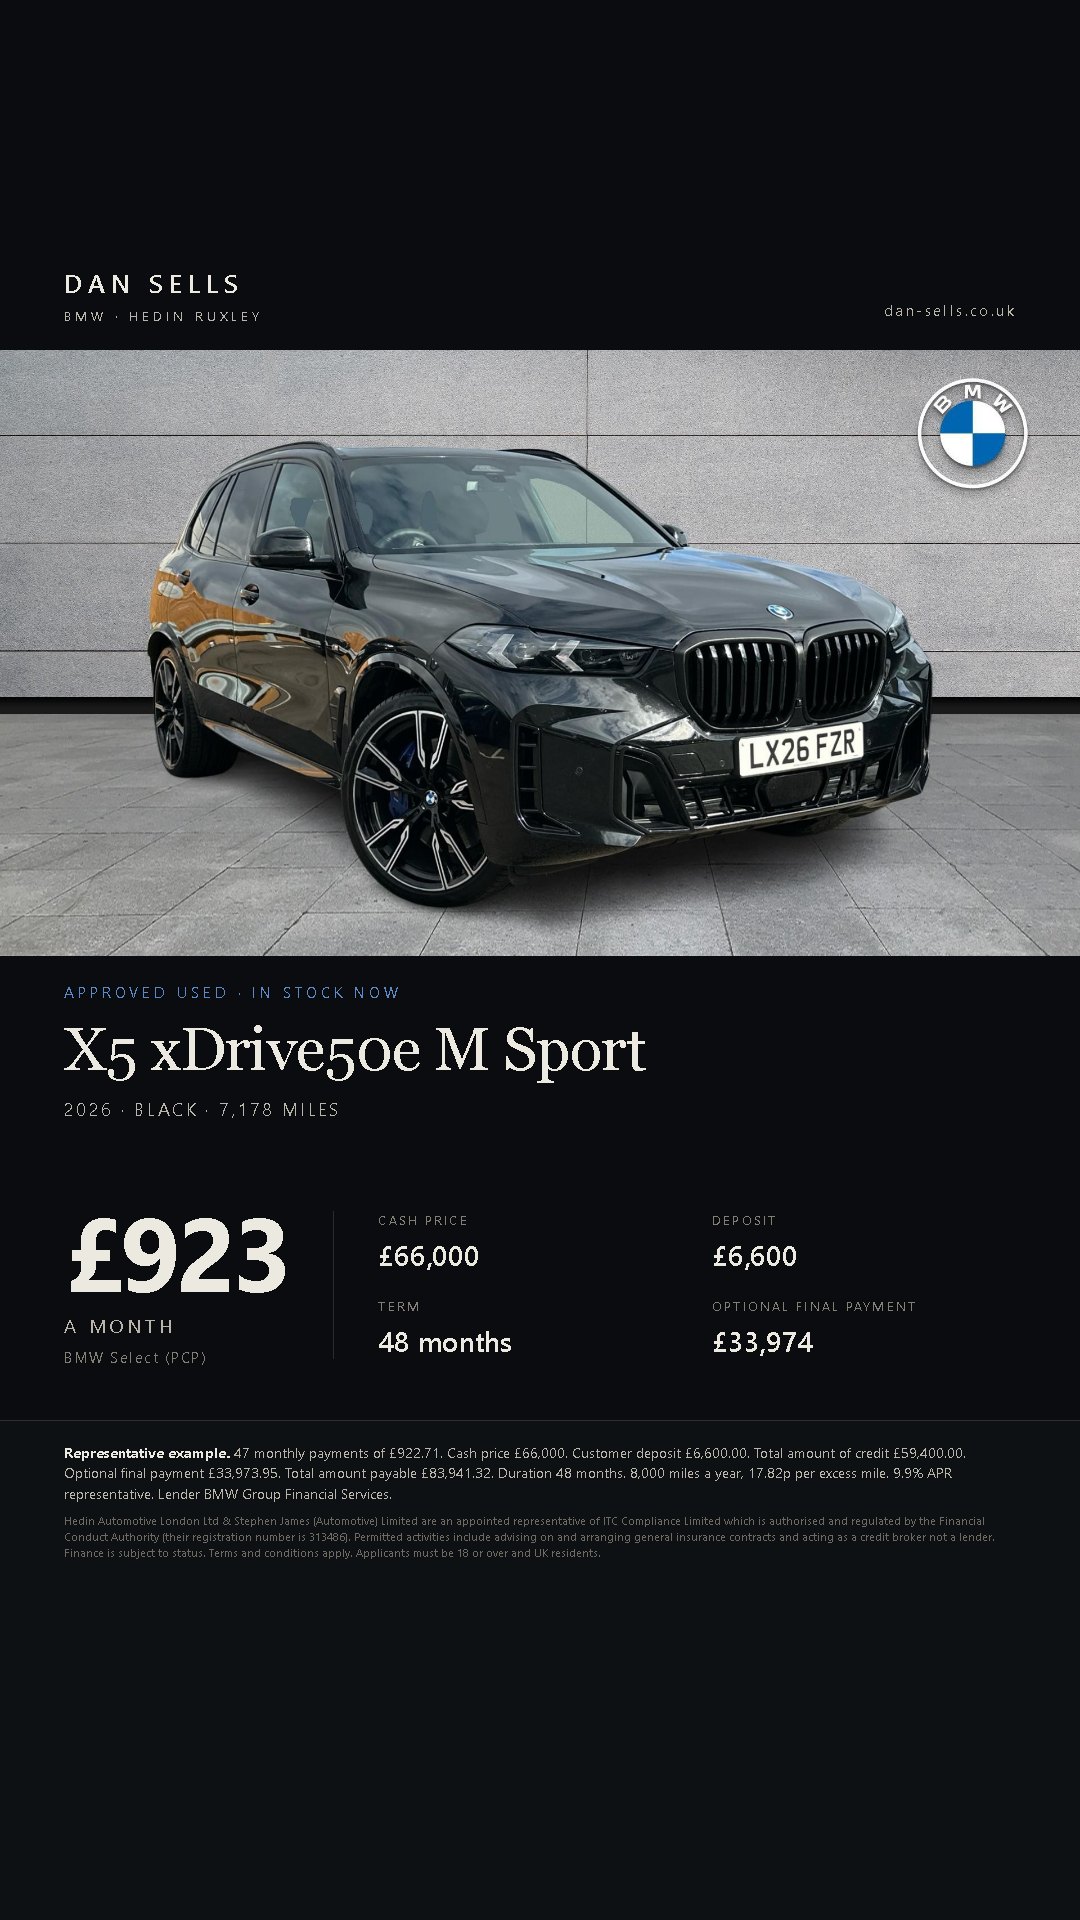 DAN SELLS
BMW · HEDIN RUXLEY
dan-sells.co.uk
BMW
LX26 FZR
APPROVED USED · IN STOCK NOW
X5 xDrive50e M Sport
2026 · BLACK · 7,178 MILES
£923
A MONTH
BMW Select (PCP)
CASH PRICE
£66,000
DEPOSIT
£6,600
TERM
48 months
OPTIONAL FINAL PAYMENT
£33,974
Representative example. 47 monthly payments of £922.71. Cash price £66,000. Customer deposit £6,600.00. Total amount of credit £59,400.00.
Optional final payment £33,973.95. Total amount payable £83,941.32. Duration 48 months. 8,000 miles a year, 17.82p per excess mile. 9.9% APR
representative. Lender BMW Group Financial Services.
Hedin Automotive London Ltd & Stephen James (Automotive) Limited are an appointed representative of ITC Compliance Limited which is authorised and regulated by the Financial
Conduct Authority (their registration number is 313486). Permitted activities include advising on and arranging general insurance contracts and acting as a credit broker not a lender.
Finance is subject to status. Terms and conditions apply. Applicants must be 18 or over and UK residents.